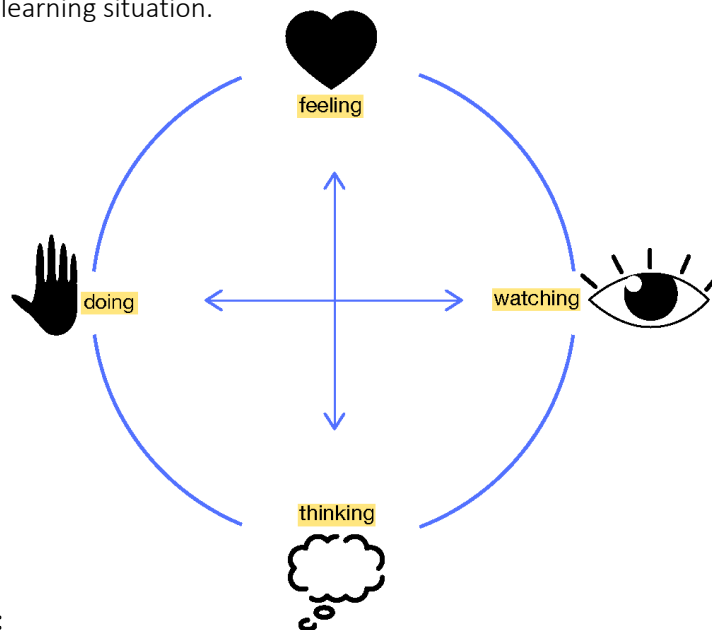 learning situation.
feeling
doing
watching
thinking
: